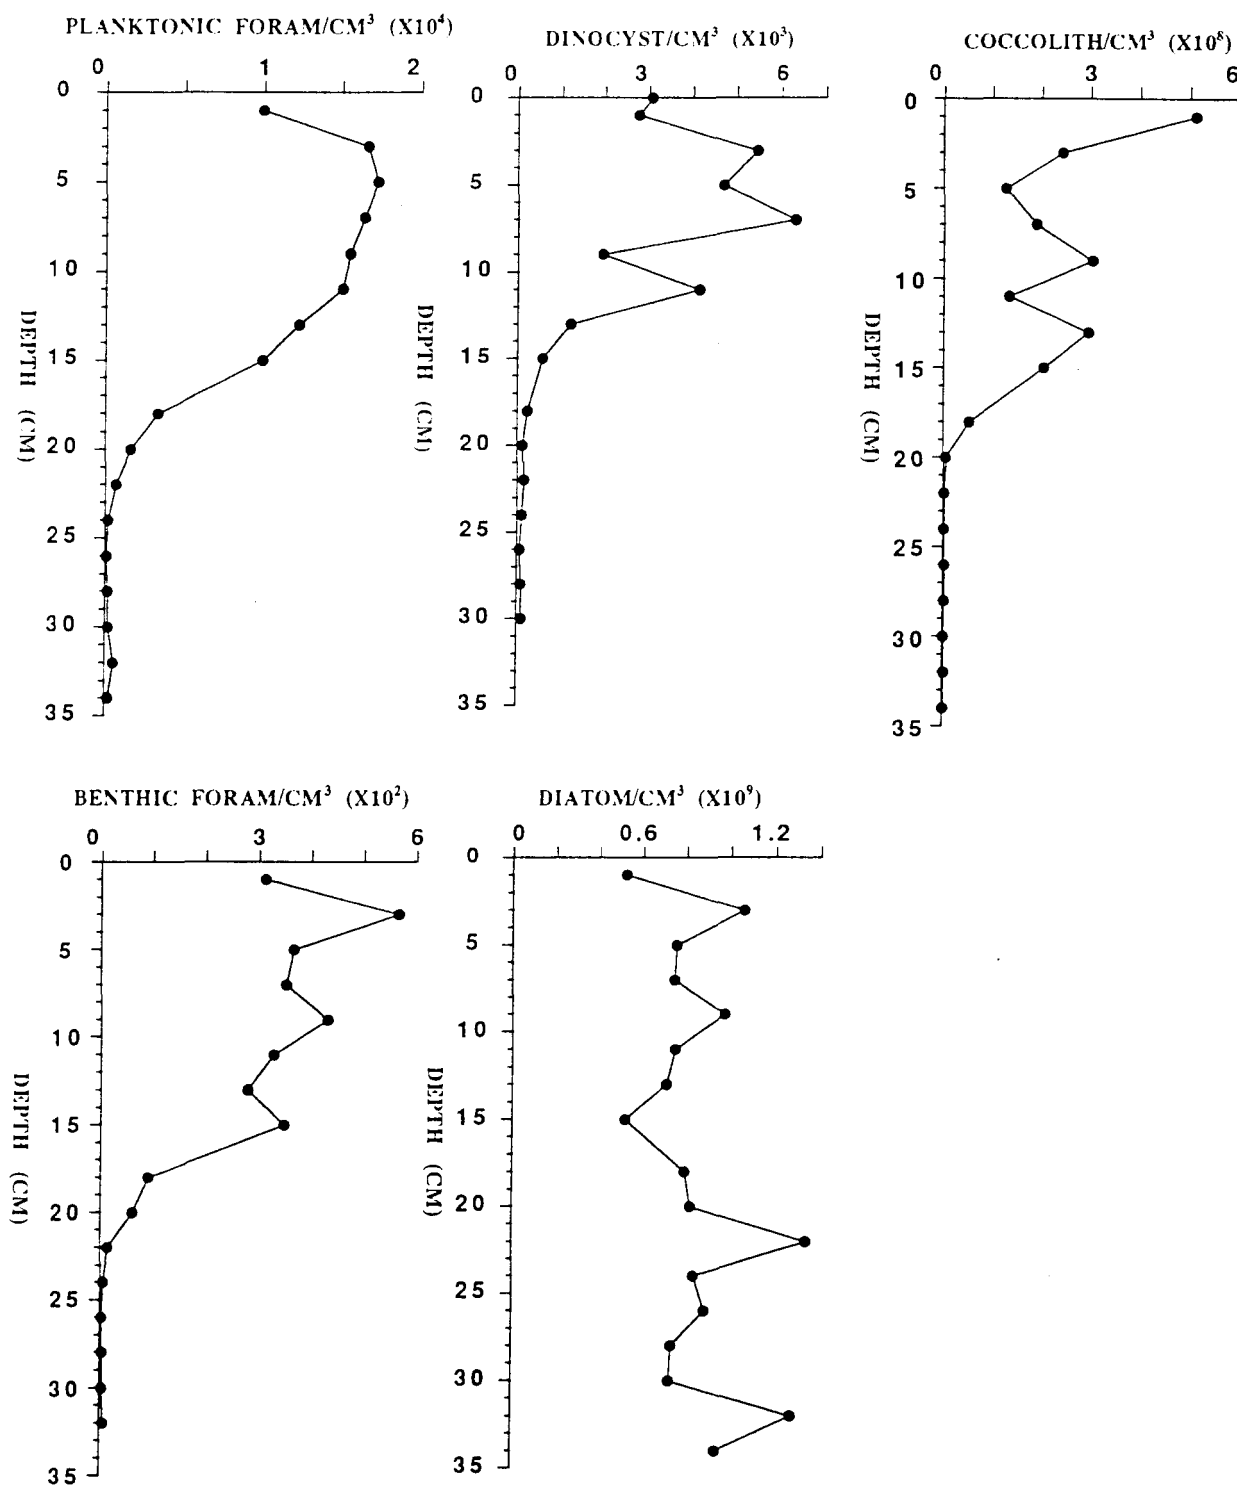 PLANKTONIC FORAM/CM³ (X10⁴)
0 1 2
0
5
10
15
20
25
30
35
DEPTH (CM)
DINOCYST/CM³ (X10³)
0 3 6
0
5
10
15
20
25
30
35
DEPTH (CM)
COCCOLITH/CM³ (X10⁸)
0 3 6
0
5
10
15
20
25
30
35
DEPTH (CM)
BENTHIC FORAM/CM³ (X10²)
0 3 6
0
5
10
15
20
25
30
35
DEPTH (CM)
DIATOM/CM³ (X10⁹)
0 0.6 1.2
0
5
10
15
20
25
30
35
DEPTH (CM)